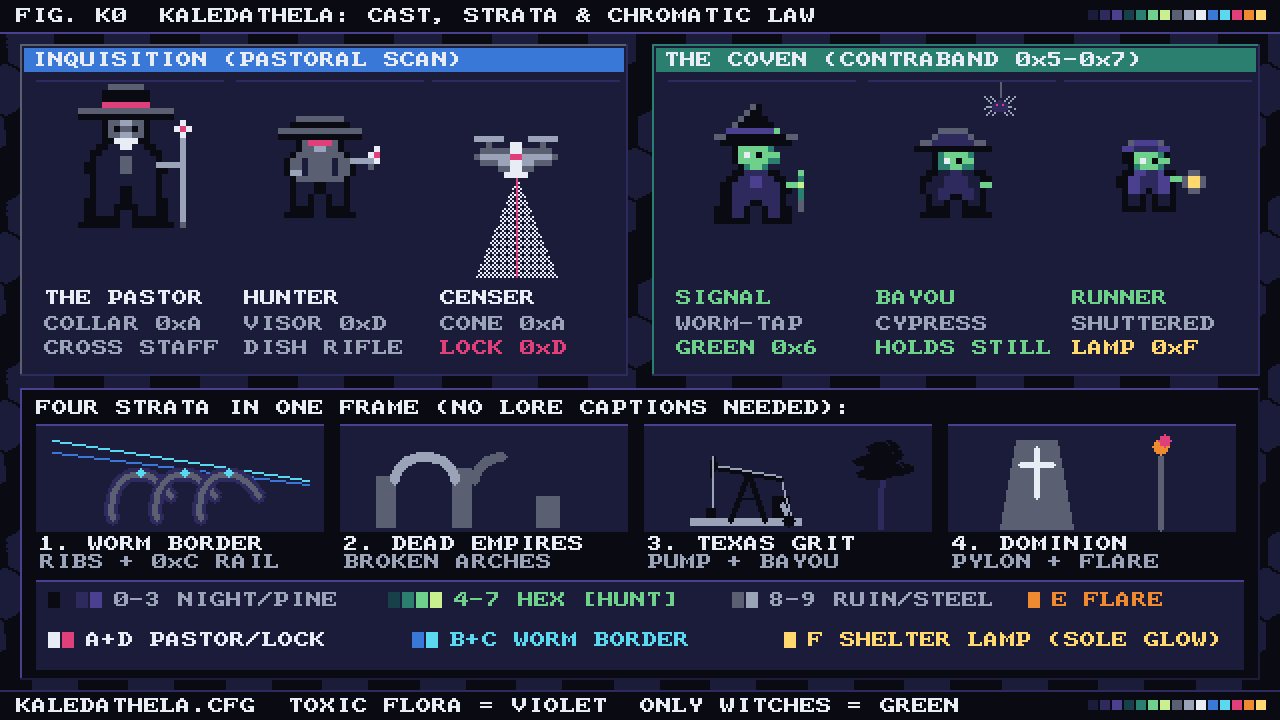 FIG. K0  KALEDATHELA: CAST, STRATA & CHROMATIC LAW
INQUISITION (PASTORAL SCAN)
THE PASTOR
COLLAR 0xA
CROSS STAFF
HUNTER
VISOR 0xD
DISH RIFLE
CENSER
CONE 0xA
LOCK 0xD
THE COVEN (CONTRABAND 0x5-0x7)
SIGNAL
WORM-TAP
GREEN 0x6
BAYOU
CYPRESS
HOLDS STILL
RUNNER
SHUTTERED
LAMP 0xF
FOUR STRATA IN ONE FRAME (NO LORE CAPTIONS NEEDED):
1. WORM BORDER
RIBS + 0xC RAIL
2. DEAD EMPIRES
BROKEN ARCHES
3. TEXAS GRIT
PUMP + BAYOU
4. DOMINION
PYLON + FLARE
0-3 NIGHT/PINE
4-7 HEX [HUNT]
8-9 RUIN/STEEL
E FLARE
A+D PASTOR/LOCK
B+C WORM BORDER
F SHELTER LAMP (SOLE GLOW)
KALEDATHELA.CFG  TOXIC FLORA = VIOLET  ONLY WITCHES = GREEN